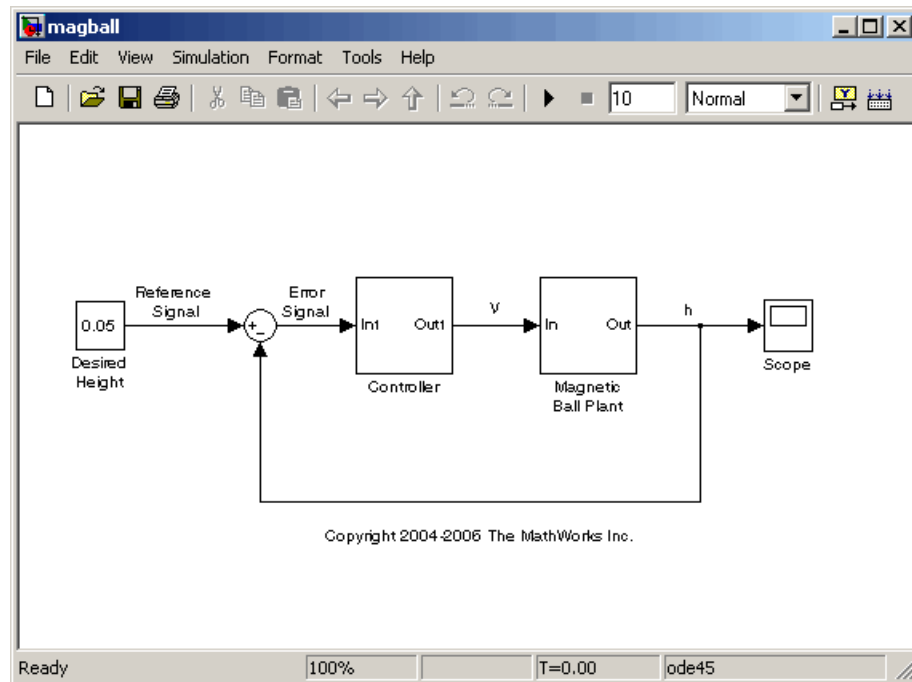 magball
File Edit View Simulation Format Tools Help
10 Normal
Reference
Signal
Error
Signal
0.05
+
−
In1 Out1
V
In Out
h
Desired
Height
Controller
Magnetic
Ball Plant
Scope
Copyright 2004-2006 The MathWorks Inc.
Ready 100% T=0.00 ode45